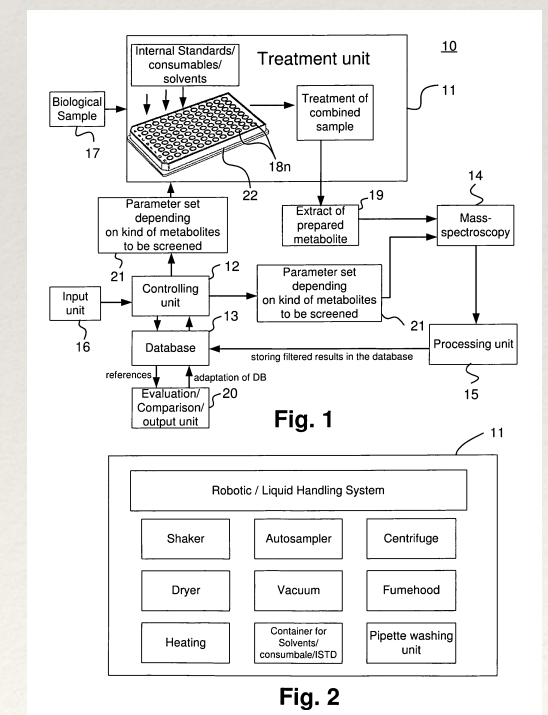 10
Internal Standards/
consumables/
solvents
Treatment unit
11
Biological
Sample
17
Treatment of
combined
sample
18n
22
19
14
Parameter set
depending
on kind of metabolites
to be screened
21
Extract of
prepared
metabolite
Mass-
spectroscopy
12
Controlling
unit
Input
unit
16
Parameter set
depending
on kind of metabolites
to be screened
21
13
Database
Processing unit
15
storing filtered results in the database
references
adaptation of DB
Evaluation/
Comparison/
output unit
20
Fig. 1
11
Robotic / Liquid Handling System
Shaker
Autosampler
Centrifuge
Dryer
Vacuum
Fumehood
Heating
Container for
Solvents/
consumbale/ISTD
Pipette washing
unit
Fig. 2